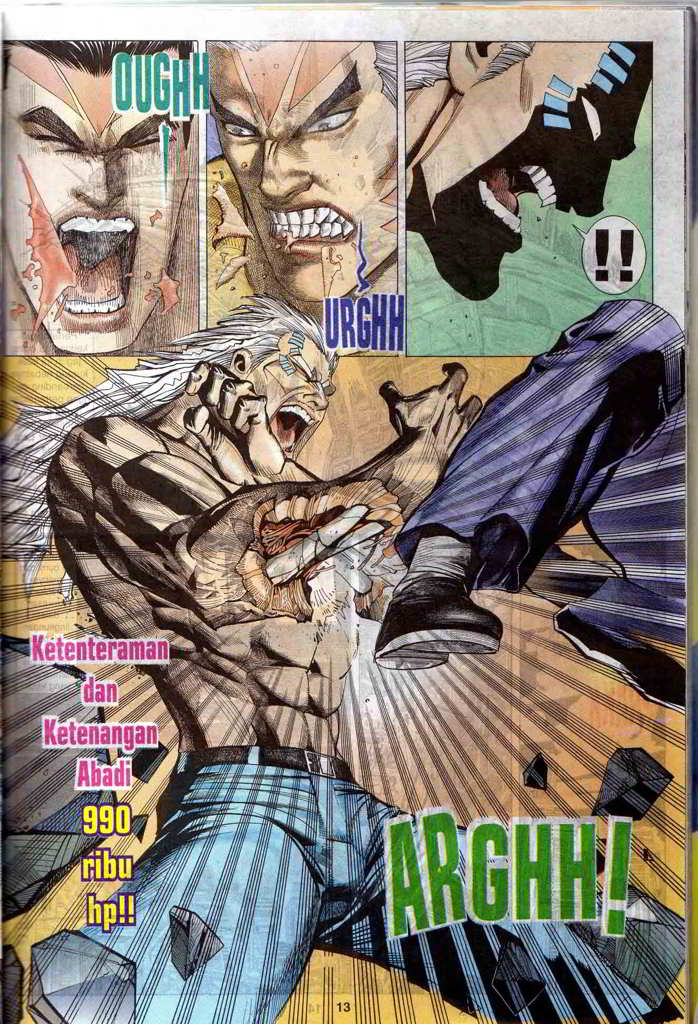 OUGHH
URGHH
!!
Ketenteraman
dan
Ketenangan
Abadi
990
ribu
hp!!
ARGHH!
13